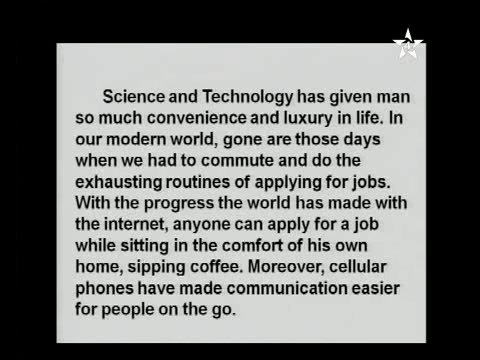 Science and Technology has given man
so much convenience and luxury in life. In
our modern world, gone are those days
when we had to commute and do the
exhausting routines of applying for jobs.
With the progress the world has made with
the internet, anyone can apply for a job
while sitting in the comfort of his own
home, sipping coffee. Moreover, cellular
phones have made communication easier
for people on the go.